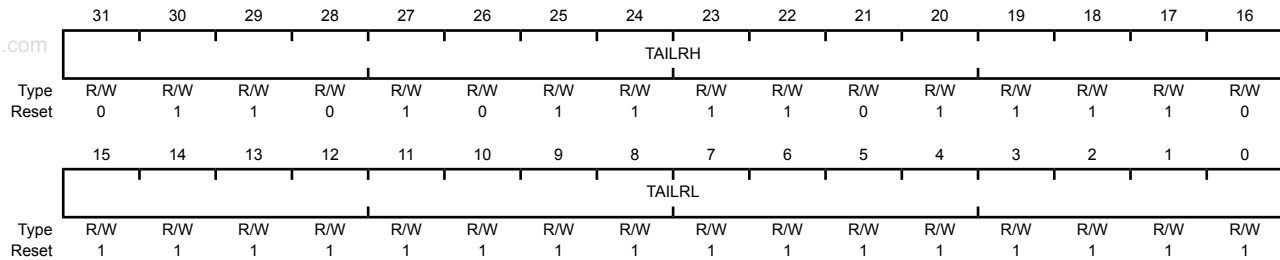 31 30 29 28 27 26 25 24 23 22 21 20 19 18 17 16
.com
TAILRH
Type R/W R/W R/W R/W R/W R/W R/W R/W R/W R/W R/W R/W R/W R/W R/W R/W
Reset 0 1 1 0 1 0 1 1 1 1 0 1 1 1 1 0
15 14 13 12 11 10 9 8 7 6 5 4 3 2 1 0
TAILRL
Type R/W R/W R/W R/W R/W R/W R/W R/W R/W R/W R/W R/W R/W R/W R/W R/W
Reset 1 1 1 1 1 1 1 1 1 1 1 1 1 1 1 1